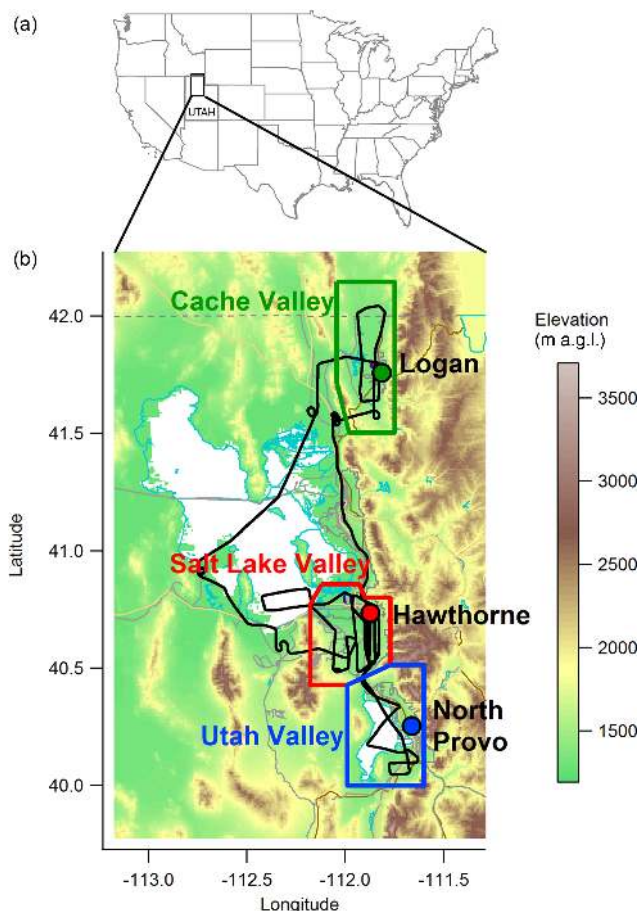 (a)
UTAH
(b)
Cache Valley
Logan
Salt Lake Valley
Hawthorne
Utah Valley
North
Provo
Elevation
(m a.g.l.)
3500
3000
2500
2000
1500
Latitude
42.0
41.5
41.0
40.5
40.0
-113.0 -112.5 -112.0 -111.5
Longitude